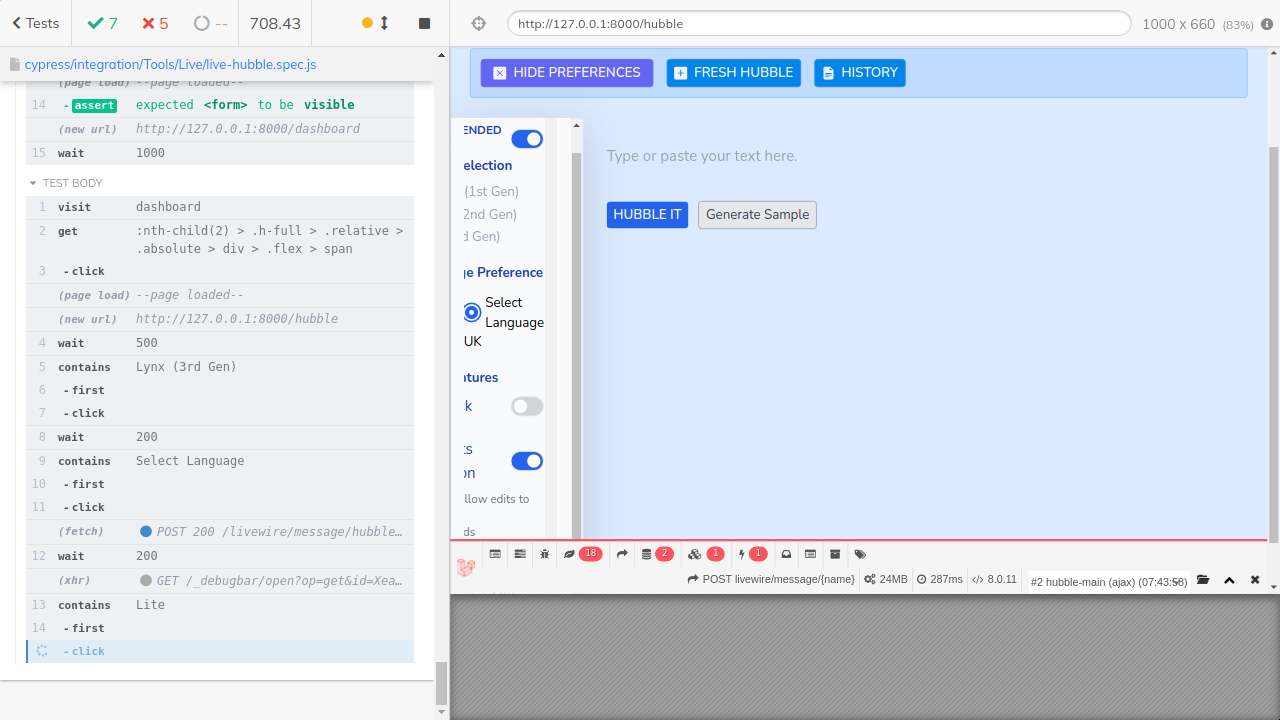 Tests
7
5
--
708.43
http://127.0.0.1:8000/hubble
1000 x 660 (83%)
cypress/integration/Tools/Live/live-hubble.spec.js
(page load) --page loaded--
14 -assert expected <form> to be visible
(new url) http://127.0.0.1:8000/dashboard
15 wait 1000
TEST BODY
1 visit dashboard
2 get :nth-child(2) > .h-full > .relative >
.absolute > div > .flex > span
3 -click
(page load) --page loaded--
(new url) http://127.0.0.1:8000/hubble
4 wait 500
5 contains Lynx (3rd Gen)
6 -first
7 -click
8 wait 200
9 contains Select Language
10 -first
11 -click
(fetch) POST 200 /livewire/message/hubble…
12 wait 200
(xhr) GET /_debugbar/open?op=get&id=Xea…
13 contains Lite
14 -first
-click
HIDE PREFERENCES
FRESH HUBBLE
HISTORY
ENDED
election
(1st Gen)
2nd Gen)
d Gen)
ge Preference
Select
Language
UK
atures
k
ts
on
llow edits to
ds
Type or paste your text here.
HUBBLE IT
Generate Sample
18
2
1
1
POST livewire/message/{name}
24MB
287ms
8.0.11
#2 hubble-main (ajax) (07:43:58)